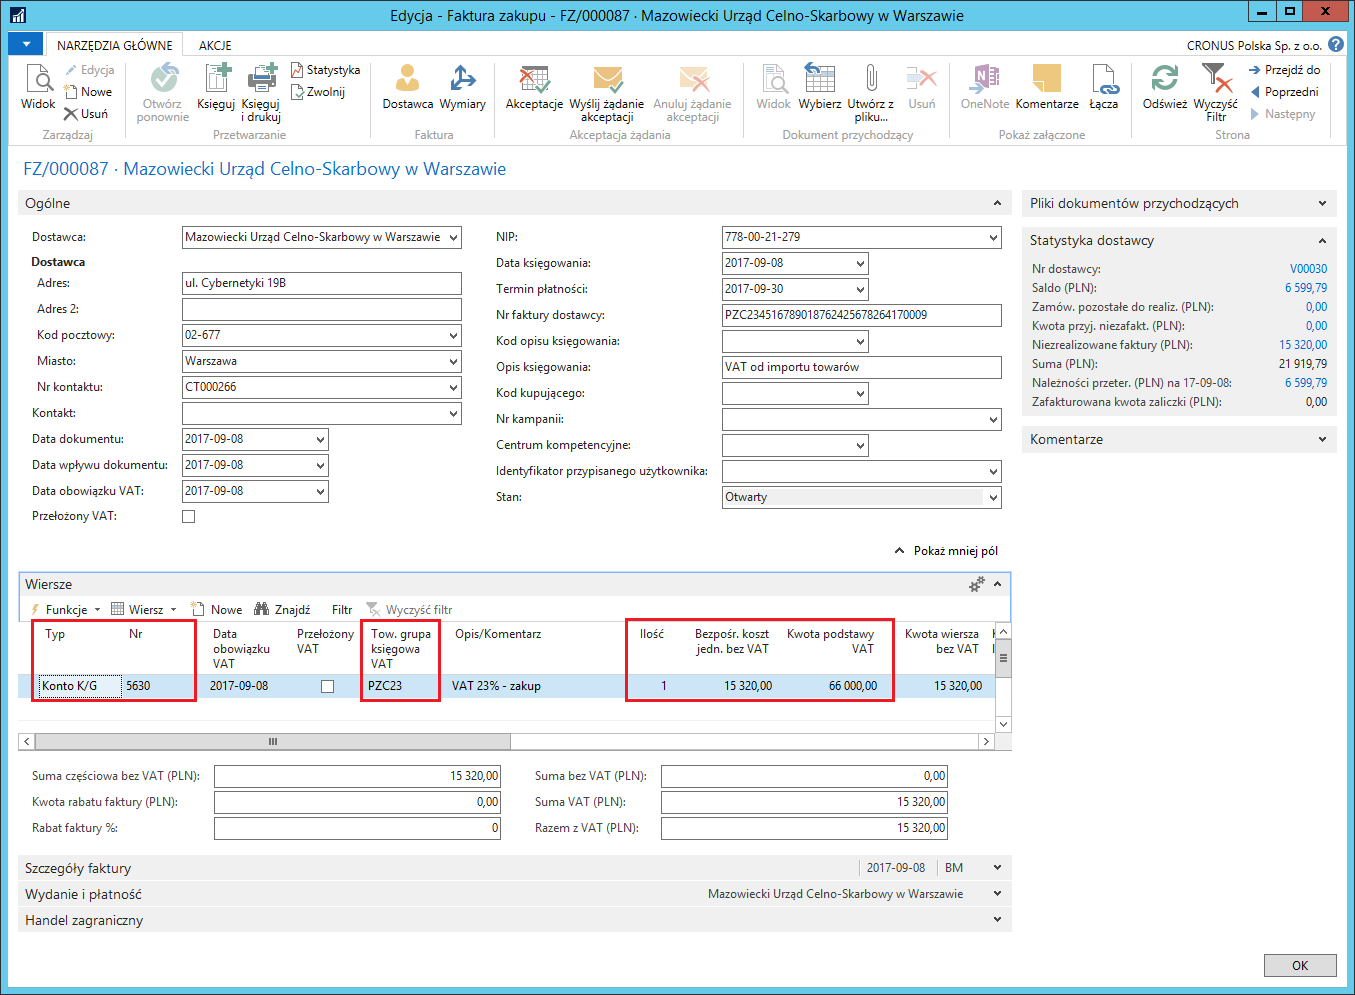 Edycja - Faktura zakupu - FZ/000087 · Mazowiecki Urząd Celno-Skarbowy w Warszawie
NARZĘDZIA GŁÓWNE AKCJE CRONUS Polska Sp. z o.o.
Widok
Edycja
Nowe
Usuń
Zarządzaj
Otwórz ponownie
Księguj
Księguj i drukuj
Statystyka
Zwolnij
Przetwarzanie
Dostawca
Wymiary
Faktura
Akceptacje
Wyślij żądanie akceptacji
Anuluj żądanie akceptacji
Akceptacja żądania
Widok
Wybierz
Utwórz z pliku...
Usuń
Dokument przychodzący
OneNote
Komentarze
Łącza
Pokaż załączone
Odśwież
Wyczyść Filtr
Przejdź do
Poprzedni
Następny
Strona
FZ/000087 · Mazowiecki Urząd Celno-Skarbowy w Warszawie
Ogólne
Dostawca: Mazowiecki Urząd Celno-Skarbowy w Warszawie
Dostawca
Adres: ul. Cybernetyki 19B
Adres 2:
Kod pocztowy: 02-677
Miasto: Warszawa
Nr kontaktu: CT000266
Kontakt:
Data dokumentu: 2017-09-08
Data wpływu dokumentu: 2017-09-08
Data obowiązku VAT: 2017-09-08
Przełożony VAT:
NIP: 778-00-21-279
Data księgowania: 2017-09-08
Termin płatności: 2017-09-30
Nr faktury dostawcy: PZC234516789018762425678264170009
Kod opisu księgowania:
Opis księgowania: VAT od importu towarów
Kod kupującego:
Nr kampanii:
Centrum kompetencyjne:
Identyfikator przypisanego użytkownika:
Stan: Otwarty
Pokaż mniej pól
Pliki dokumentów przychodzących
Statystyka dostawcy
Nr dostawcy: V00030
Saldo (PLN): 6 599,79
Zamów. pozostałe do realiz. (PLN): 0,00
Kwota przyj. niezafakt. (PLN): 0,00
Niezrealizowane faktury (PLN): 15 320,00
Suma (PLN): 21 919,79
Należności przeter. (PLN) na 17-09-08: 6 599,79
Zafakturowana kwota zaliczki (PLN): 0,00
Komentarze
Wiersze
Funkcje Wiersz Nowe Znajdź Filtr Wyczyść filtr
Typ Nr Data obowiązku VAT Przełożony VAT Tow. grupa księgowa VAT Opis/Komentarz Ilość Bezpośr. koszt jedn. bez VAT Kwota podstawy VAT Kwota wiersza bez VAT
Konto K/G 5630 2017-09-08 PZC23 VAT 23% - zakup 1 15 320,00 66 000,00 15 320,00
Suma częściowa bez VAT (PLN): 15 320,00 Suma bez VAT (PLN): 0,00
Kwota rabatu faktury (PLN): 0,00 Suma VAT (PLN): 15 320,00
Rabat faktury %: 0 Razem z VAT (PLN): 15 320,00
Szczegóły faktury 2017-09-08 BM
Wydanie i płatność Mazowiecki Urząd Celno-Skarbowy w Warszawie
Handel zagraniczny
OK